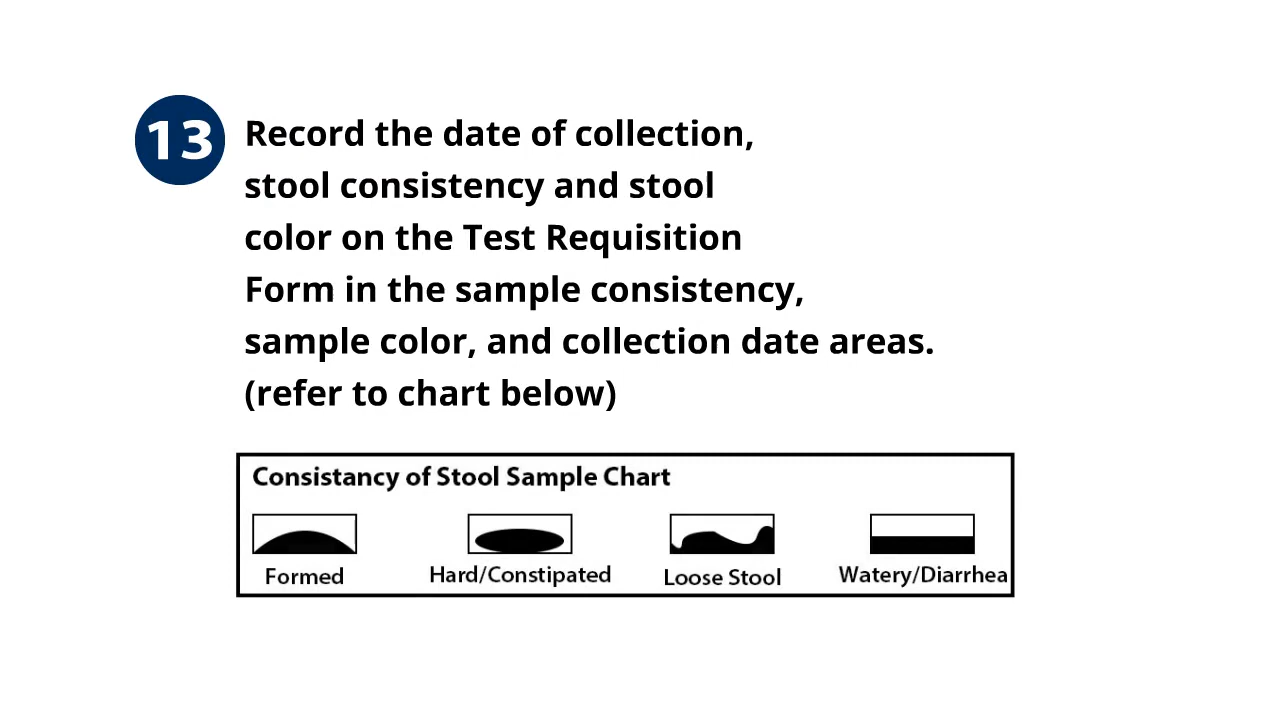 13
Record the date of collection,
stool consistency and stool
color on the Test Requisition
Form in the sample consistency,
sample color, and collection date areas.
(refer to chart below)
Consistancy of Stool Sample Chart
Formed
Hard/Constipated
Loose Stool
Watery/Diarrhea